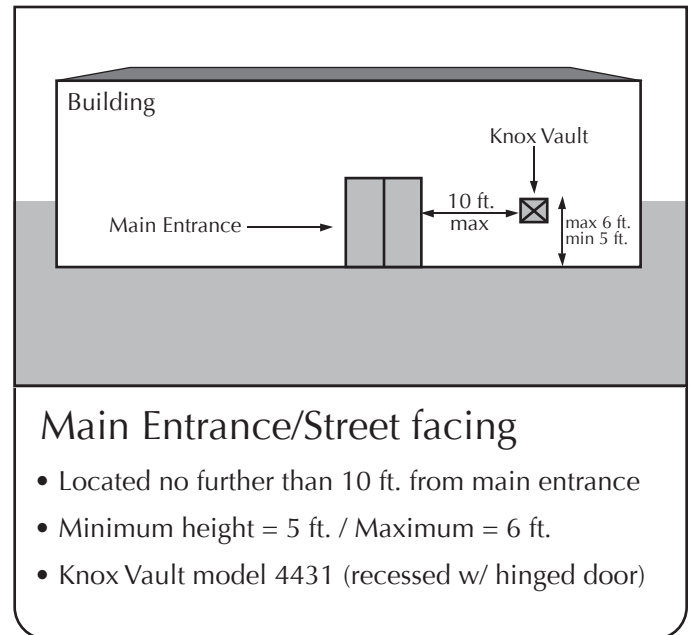 Building
Knox Vault
10 ft.
max
Main Entrance
max 6 ft.
min 5 ft.
Main Entrance/Street facing
• Located no further than 10 ft. from main entrance
• Minimum height = 5 ft. / Maximum = 6 ft.
• Knox Vault model 4431 (recessed w/ hinged door)